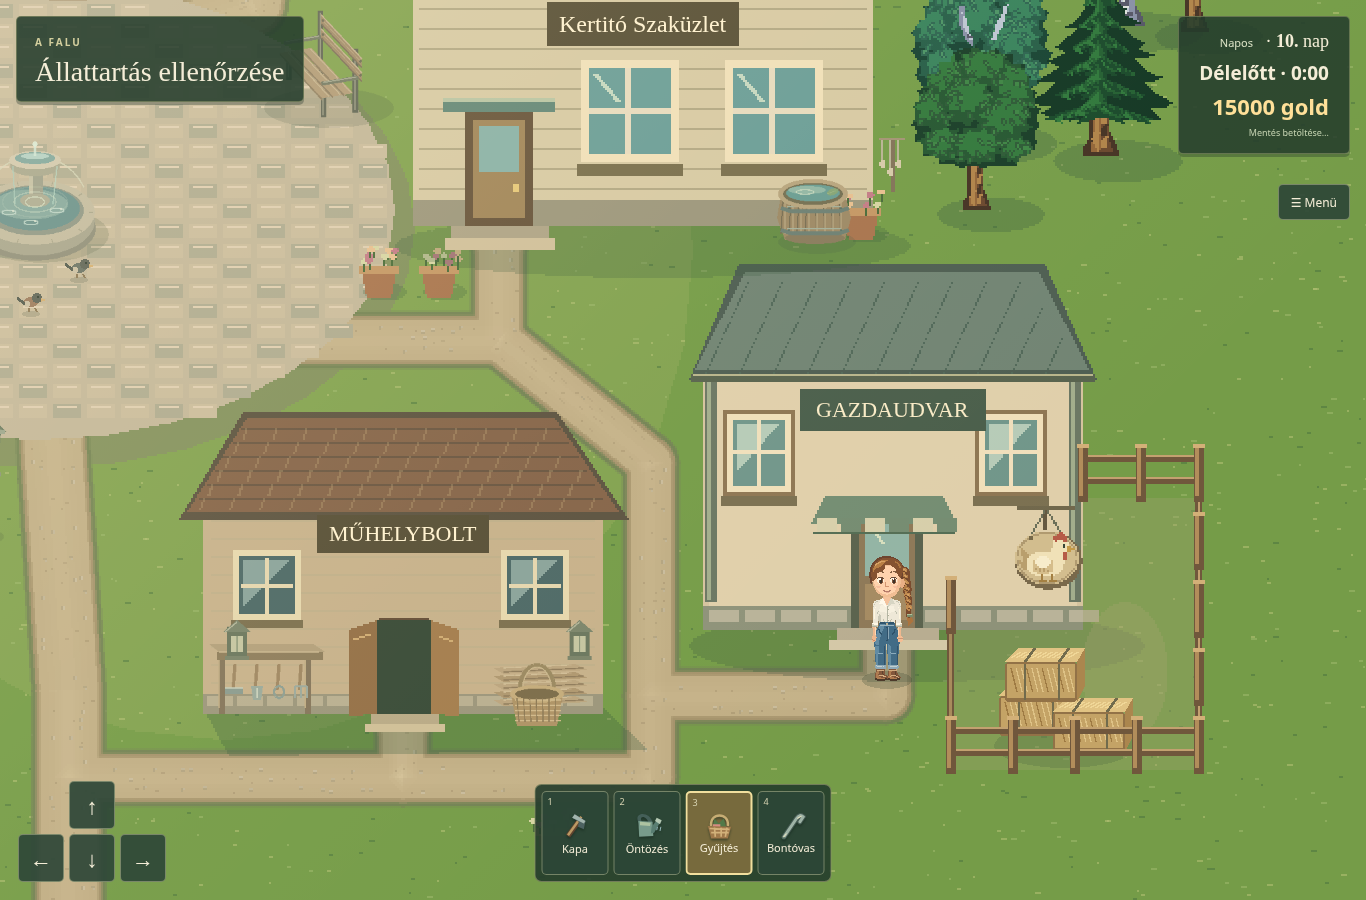 A FALU
Állattartás ellenőrzése
Kertitó Szaküzlet
Napos · 10. nap
Délelőtt · 0:00
15000 gold
Mentés betöltése...
☰ Menü
GAZDAUDVAR
MŰHELYBOLT
↑
← ↓ →
1 2 3 4
Kapa Öntözés Gyűjtés Bontóvas